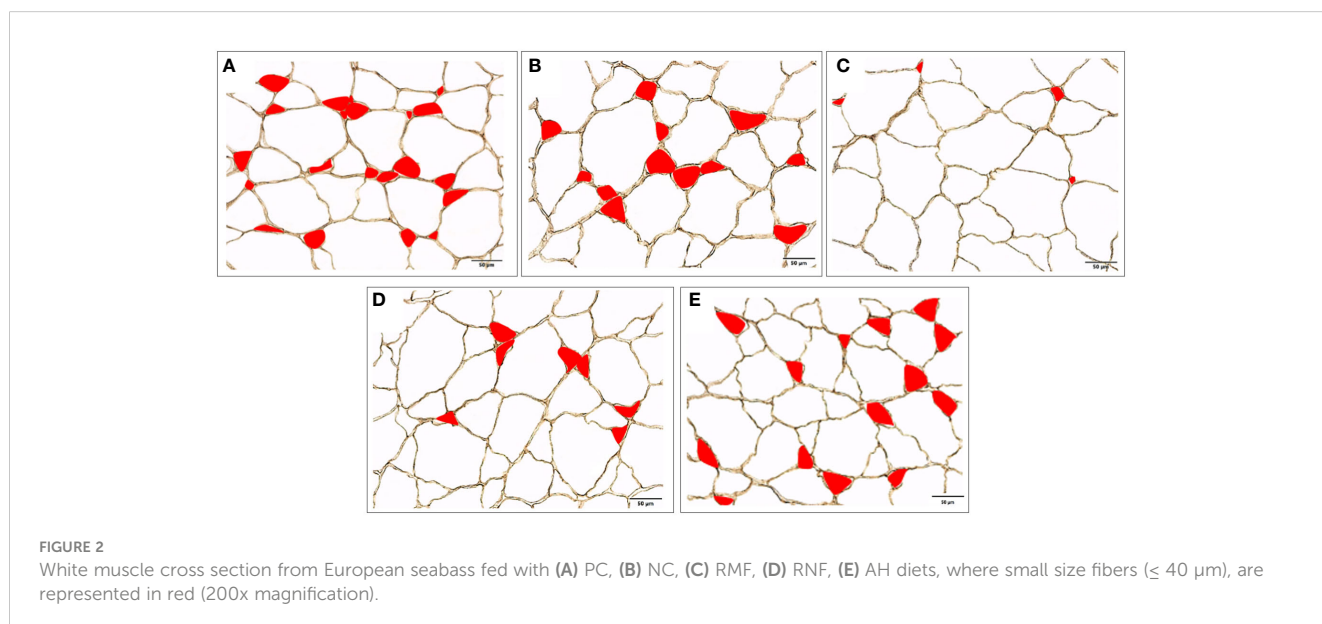 A
50 µm
B
50 µm
C
50 µm
D
50 µm
E
50 µm
FIGURE 2
White muscle cross section from European seabass fed with (A) PC, (B) NC, (C) RMF, (D) RNF, (E) AH diets, where small size fibers (≤ 40 µm), are
represented in red (200x magnification).